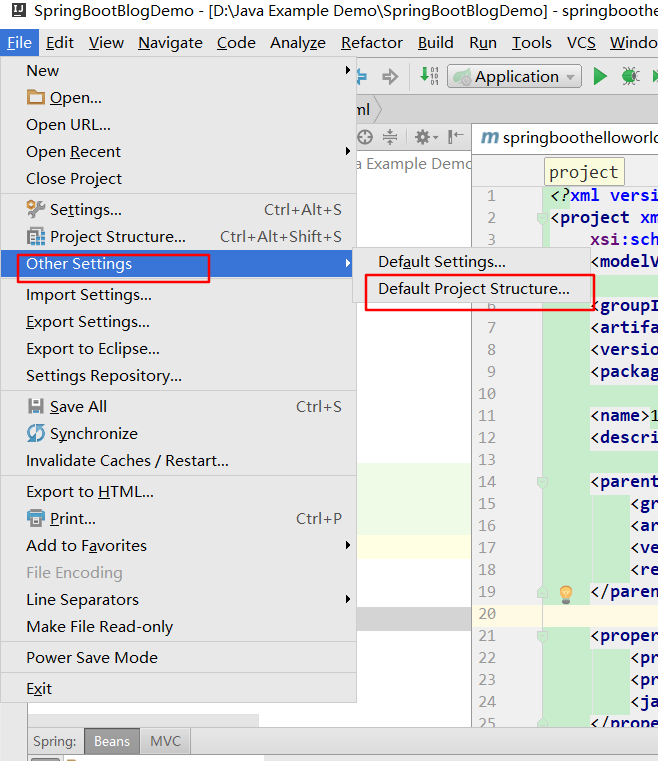 SpringBootBlogDemo - [D:\Java Example Demo\SpringBootBlogDemo] - springboothe
File Edit View Navigate Code Analyze Refactor Build Run Tools VCS Windo
New
Application
Open...
Open URL...
ml
Open Recent
springboothelloworld
Close Project
a Example Demo
project
Settings... Ctrl+Alt+S
Project Structure... Ctrl+Alt+Shift+S
Other Settings
Default Settings...
Default Project Structure...
Import Settings...
Export Settings...
Export to Eclipse...
Settings Repository...
Save All Ctrl+S
Synchronize
Invalidate Caches / Restart...
Export to HTML...
Print... Ctrl+P
Add to Favorites
File Encoding
Line Separators
Make File Read-only
Power Save Mode
Exit
1 <?xml versi
2 <project xm
3 xsi:sch
<modelV
6 <groupI
7 <artifa
8 <versio
9 <packag
10
11 <name>1
12 <descri
13
14 <parent
15 <gr
16 <ar
17 <ve
18 <re
19 </paren
20
21 <proper
22 <pr
23 <pr
24 <ja
25 </prope
Spring: Beans MVC